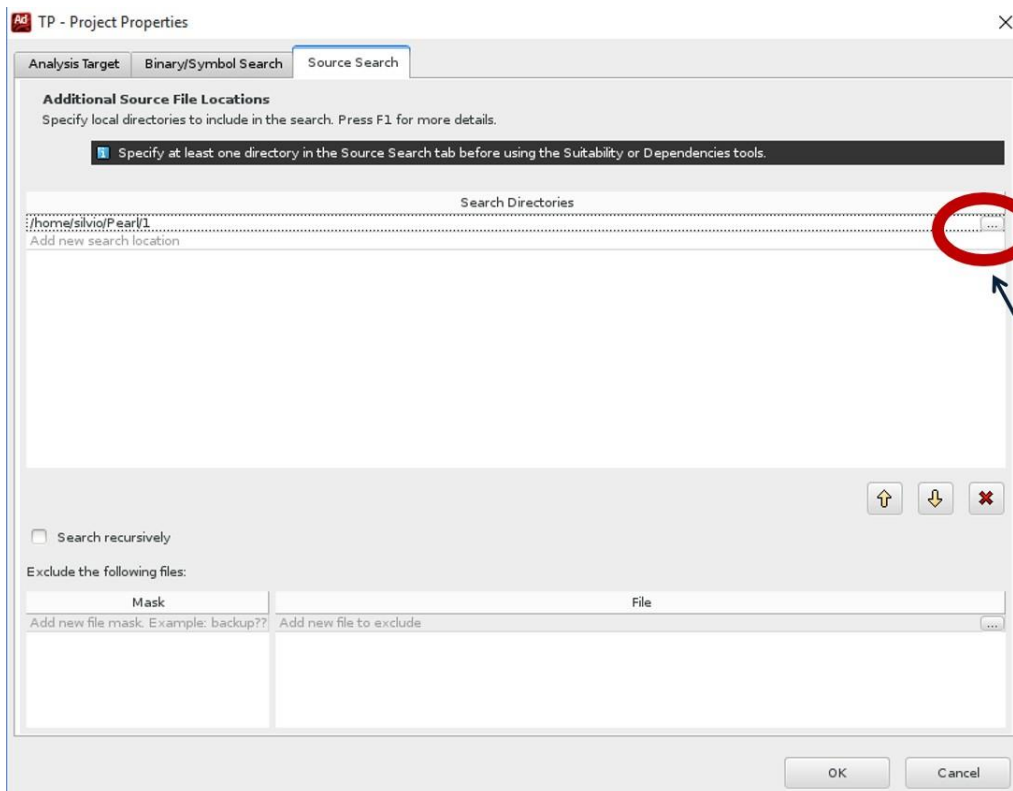 Ad TP - Project Properties
Analysis Target Binary/Symbol Search Source Search
Additional Source File Locations
Specify local directories to include in the search. Press F1 for more details.
i Specify at least one directory in the Source Search tab before using the Suitability or Dependencies tools.
Search Directories
/home/silvio/Pearl/1 ...
Add new search location
Search recursively
Exclude the following files:
Mask File
Add new file mask. Example: backup?? Add new file to exclude ...
OK Cancel